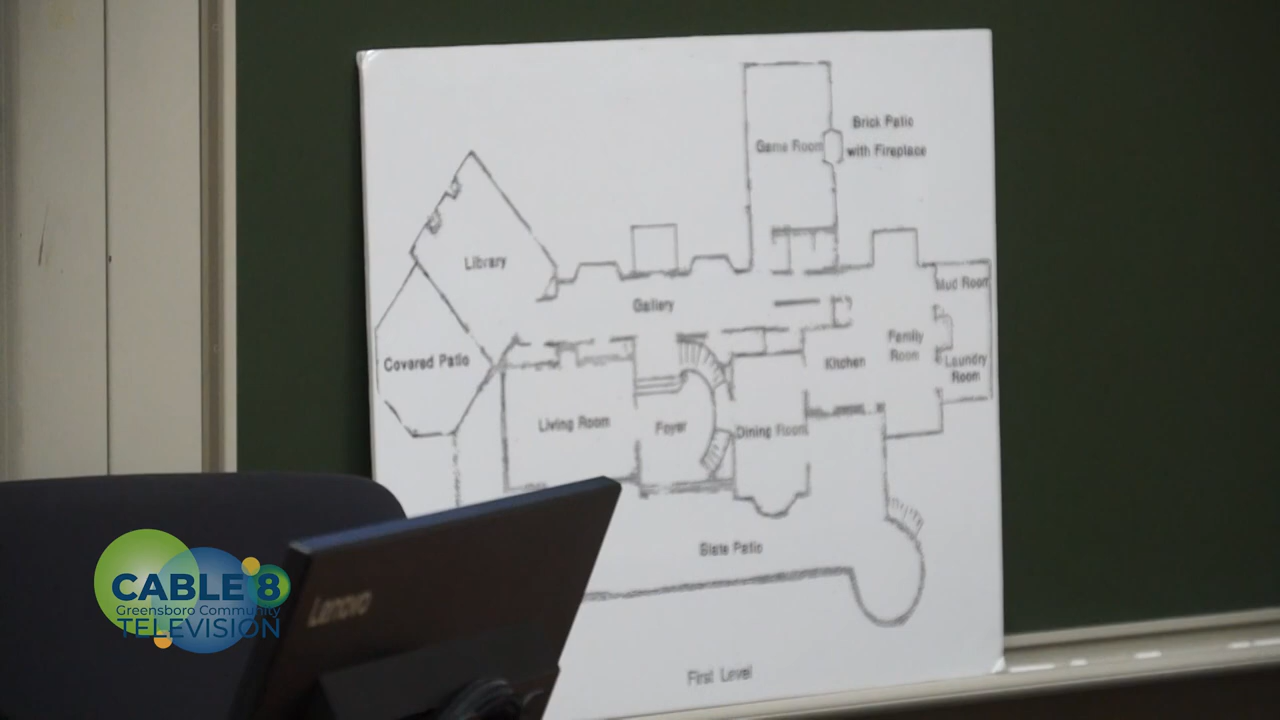 Brick Patio
Game Room
with Fireplace
Library
Mud Room
Gallery
Family
Room
Covered Patio
Kitchen
Laundry
Room
Living Room
Foyer
Dining Room
Slate Patio
First Level
CABLE 8
Greensboro Community
TELEVISION
Lenovo